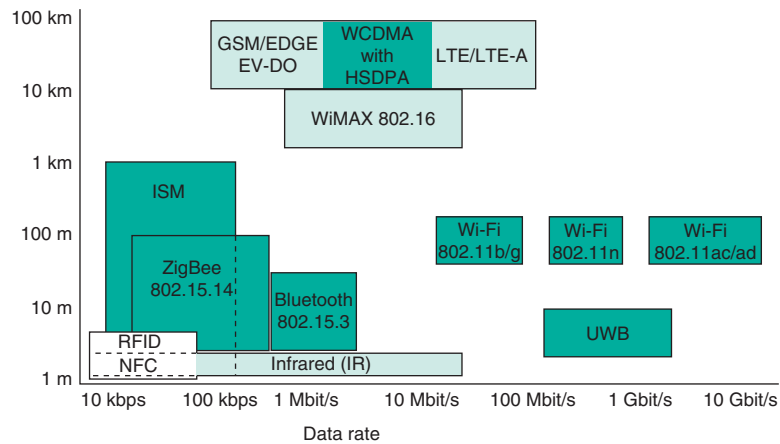 100 km
10 km
1 km
100 m
10 m
1 m
GSM/EDGE
EV-DO
WCDMA
with
HSDPA
LTE/LTE-A
WiMAX 802.16
ISM
ZigBee
802.15.14
Bluetooth
802.15.3
Wi-Fi
802.11b/g
Wi-Fi
802.11n
Wi-Fi
802.11ac/ad
UWB
RFID
NFC
Infrared (IR)
10 kbps
100 kbps
1 Mbit/s
10 Mbit/s
100 Mbit/s
1 Gbit/s
10 Gbit/s
Data rate